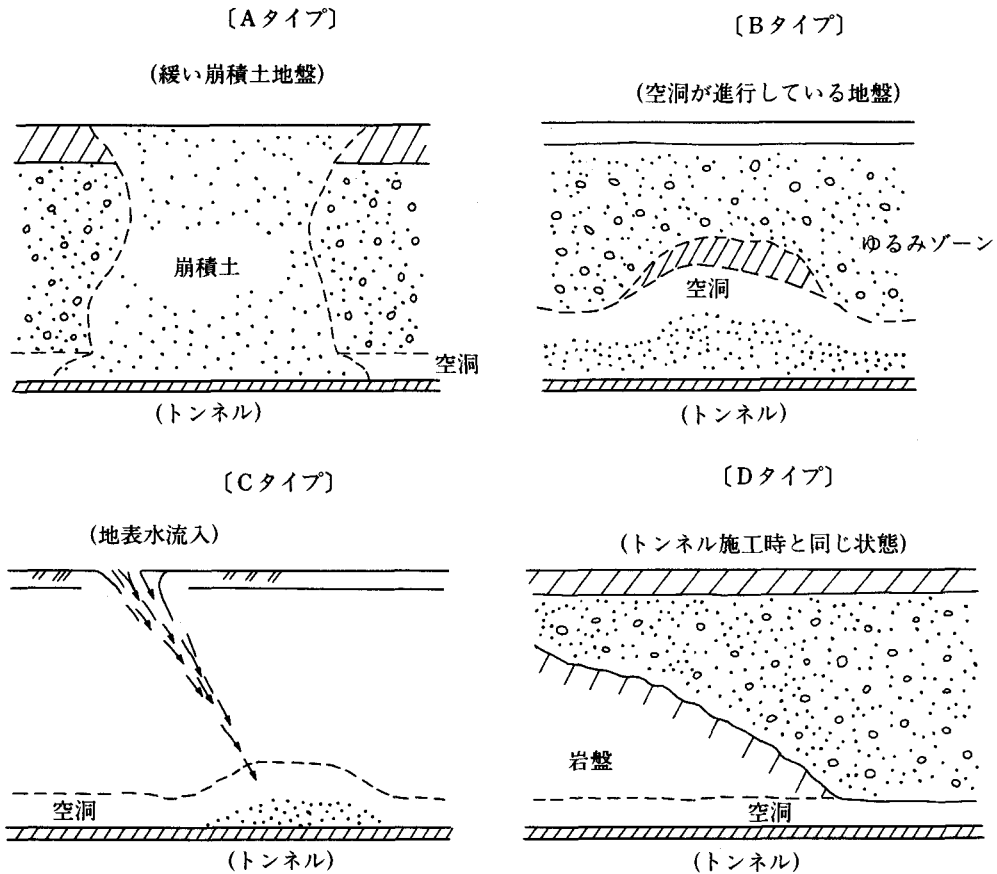 〔Aタイプ〕
(緩い崩積土地盤)
崩積土
空洞
(トンネル)
〔Bタイプ〕
(空洞が進行している地盤)
ゆるみゾーン
空洞
(トンネル)
〔Cタイプ〕
(地表水流入)
空洞
(トンネル)
〔Dタイプ〕
(トンネル施工時と同じ状態)
岩盤
空洞
(トンネル)